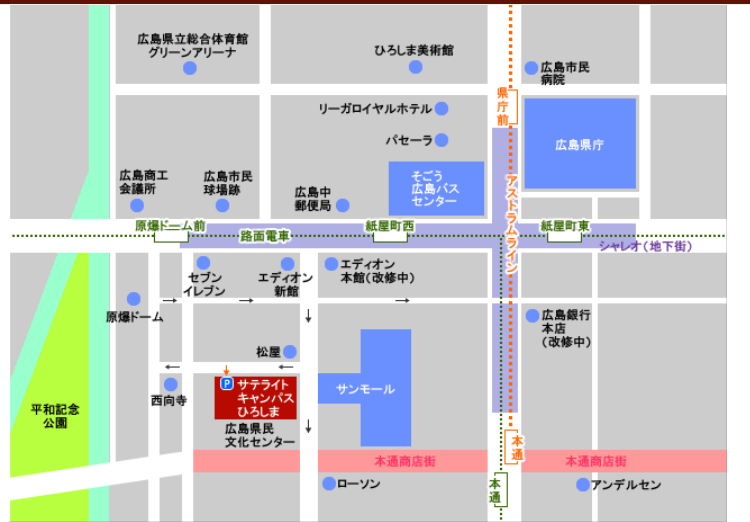 広島県立総合体育館
グリーンアリーナ
ひろしま美術館
広島市民
病院
県庁前
リーガロイヤルホテル
パセーラ
広島県庁
広島商工
会議所
広島市民
球場跡
広島中
郵便局
そごう
広島バス
センター
アストラムライン
原爆ドーム前
路面電車
紙屋町西
紙屋町東
シャレオ(地下街)
セブン
イレブン
エディオン
新館
エディオン
本館(改修中)
原爆ドーム
広島銀行
本店
(改修中)
松屋
西向寺
P
サテライト
キャンパス
ひろしま
サンモール
平和記念
公園
広島県民
文化センター
本通
本通商店街
本通商店街
ローソン
本通
アンデルセン